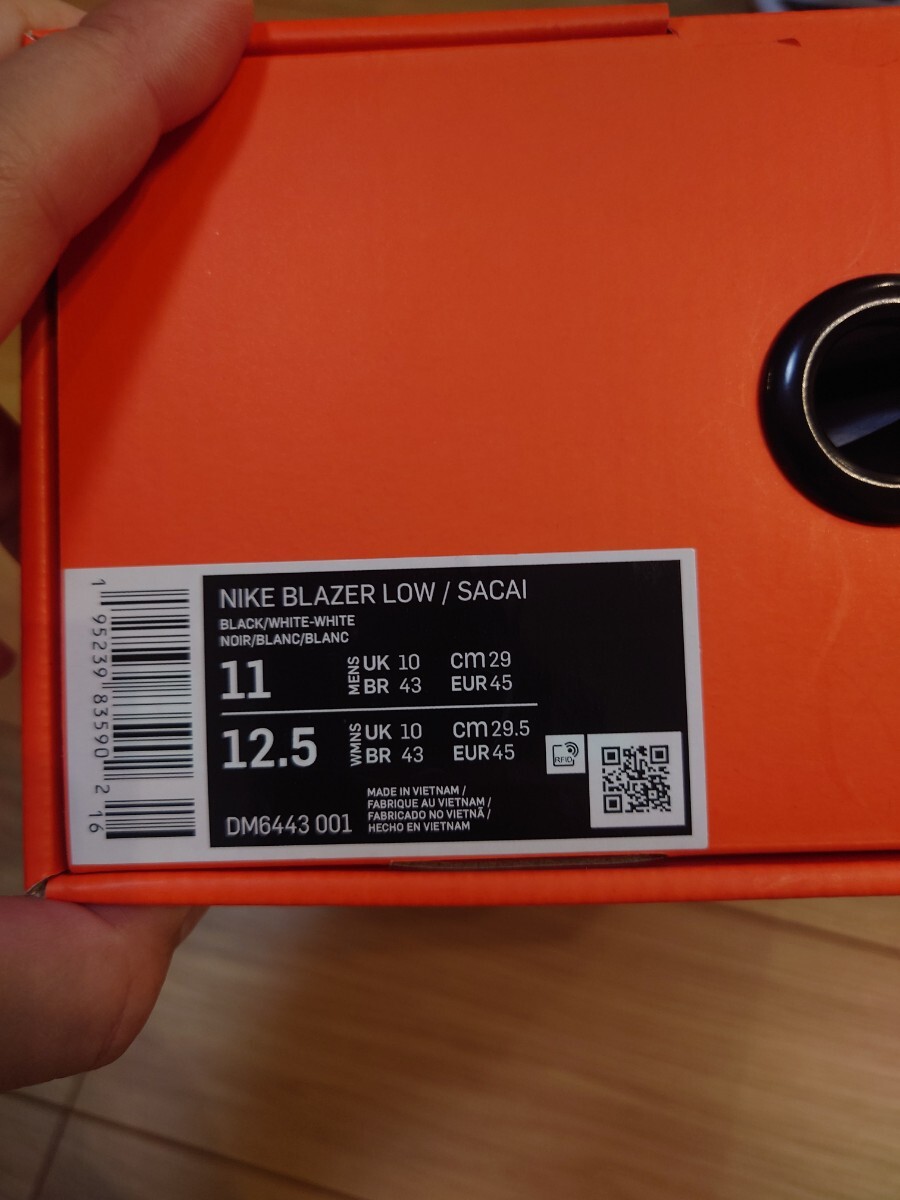 NIKE BLAZER LOW / SACAI
BLACK/WHITE-WHITE
NOIR/BLANC/BLANC
11
MENS
UK 10
BR 43
cm 29
EUR 45
12.5
WMNS
UK 10
BR 43
cm 29.5
EUR 45
RFID
DM6443 001
MADE IN VIETNAM /
FABRIQUE AU VIETNAM /
FABRICADO NO VIETNÃ /
HECHO EN VIETNAM
1 95239 83590 2 16